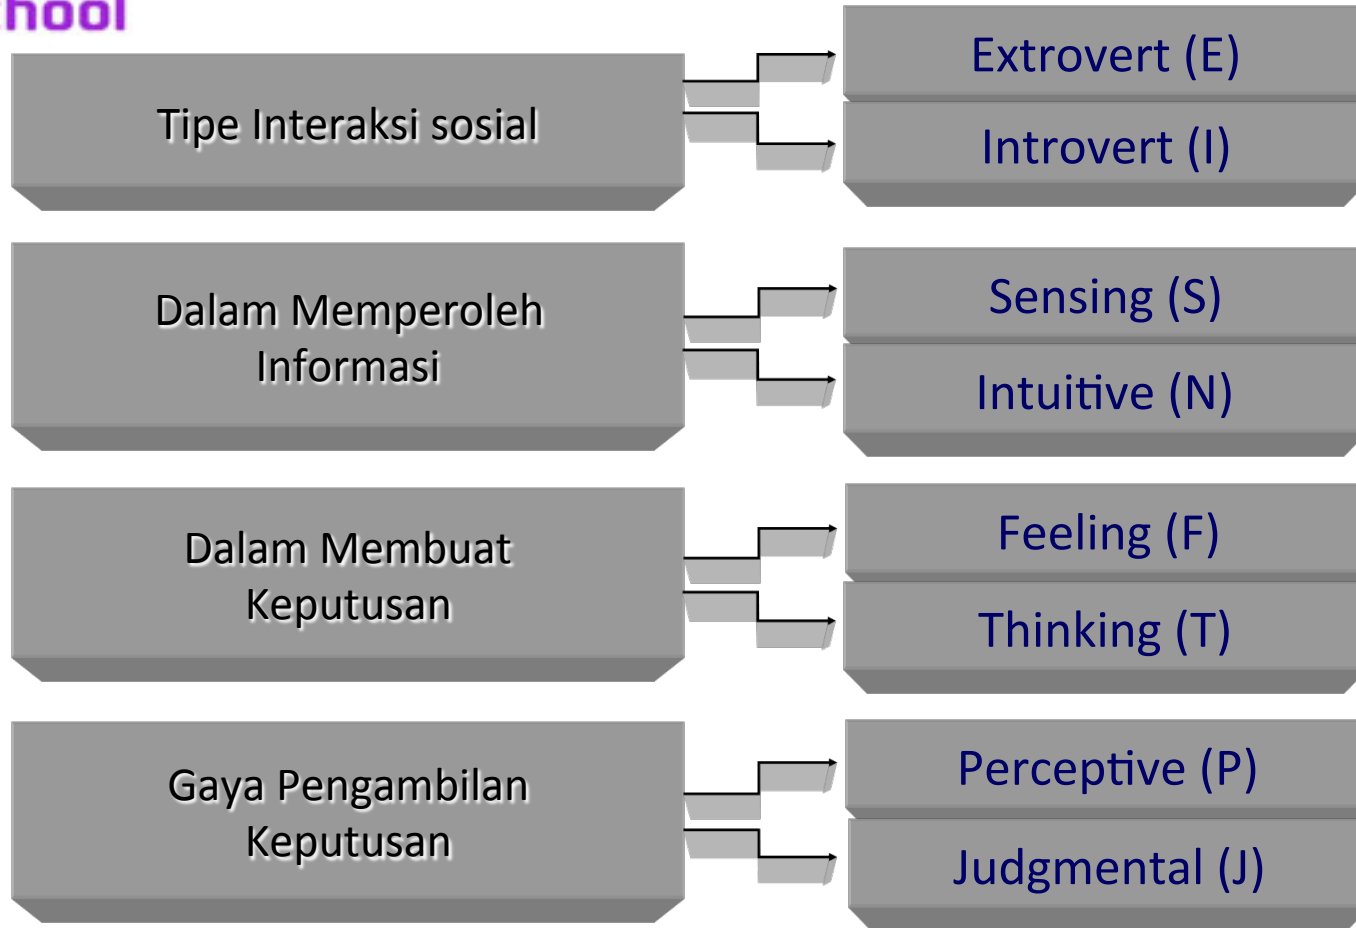 chool
Tipe Interaksi sosial
Extrovert (E)
Introvert (I)
Dalam Memperoleh
Informasi
Sensing (S)
Intuitive (N)
Dalam Membuat
Keputusan
Feeling (F)
Thinking (T)
Gaya Pengambilan
Keputusan
Perceptive (P)
Judgmental (J)